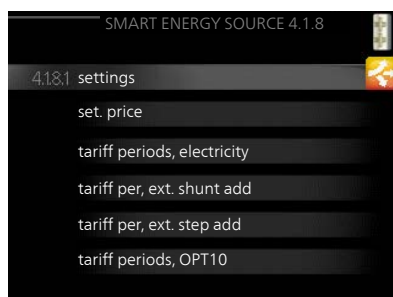 SMART ENERGY SOURCE 4.1.8
4.1.8.1 settings
set. price
tariff periods, electricity
tariff per, ext. shunt add
tariff per, ext. step add
tariff periods, OPT10